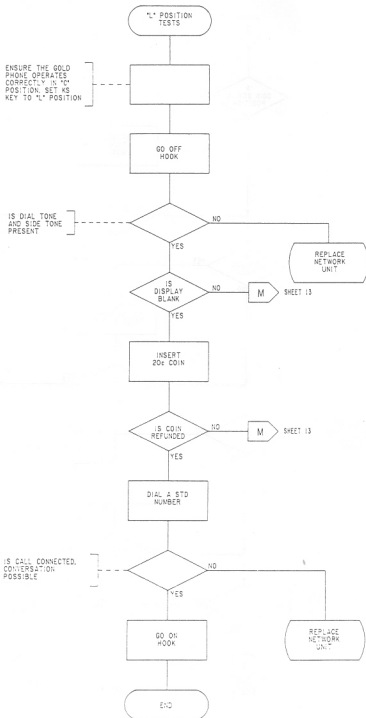 "L" POSITION
TESTS
ENSURE THE GOLD
PHONE OPERATES
CORRECTLY IN "C"
POSITION. SET KS
KEY TO "L" POSITION
GO OFF
HOOK
IS DIAL TONE
AND SIDE TONE
PRESENT
NO
YES
REPLACE
NETWORK
UNIT
IS
DISPLAY
BLANK
NO
M
SHEET 13
YES
INSERT
20c COIN
IS COIN
REFUNDED
NO
M
SHEET 13
YES
DIAL A STD
NUMBER
IS CALL CONNECTED,
CONVERSATION
POSSIBLE
NO
YES
REPLACE
NETWORK
UNIT
GO ON
HOOK
END